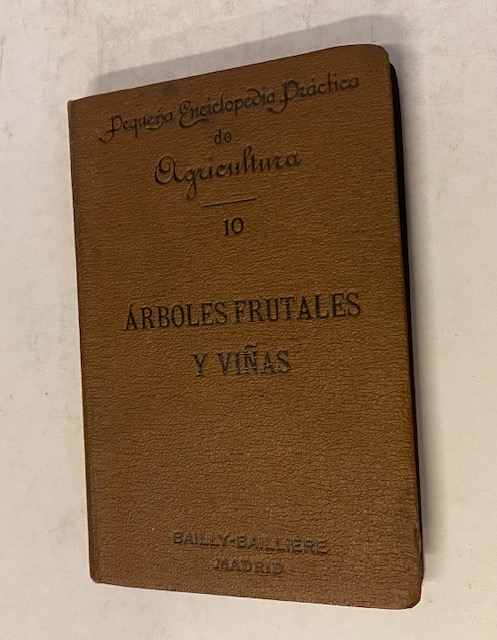 Pequeña Enciclopedia Práctica
de
Agricultura
10
ÁRBOLES FRUTALES
Y VIÑAS
BAILLY-BAILLIERE
MADRID